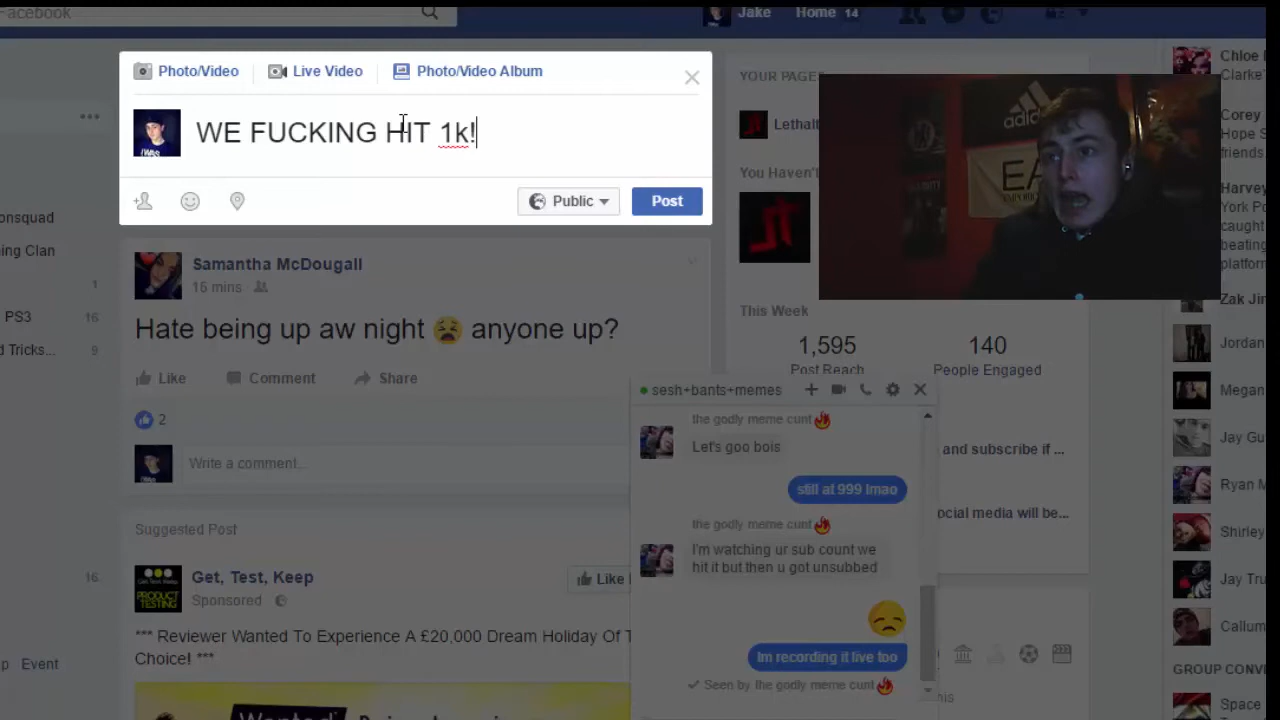 Facebook
Jake
Home 14
Photo/Video
Live Video
Photo/Video Album
WE FUCKING HIT 1k!
Public
Post
onsquad
ing Clan
1
PS3 16
d Tricks... 9
16
p Event
Samantha McDougall
15 mins
Hate being up aw night 😫 anyone up?
Like
Comment
Share
2
Write a comment...
Suggested Post
Get, Test, Keep
Sponsored
Like
*** Reviewer Wanted To Experience A £20,000 Dream Holiday Of T
Choice! ***
YOUR PAGE
Lethalt
You Haven't
adidas
EA
This Week
1,595
Post Reach
140
People Engaged
and subscribe if ...
ocial media will be...
sesh+bants+memes
the godly meme cunt🔥
Let's goo bois
still at 999 lmao
the godly meme cunt🔥
I'm watching ur sub count we
hit it but then u got unsubbed
😞
Im recording it live too
✓ Seen by the godly meme cunt🔥
Chloe
Clarke'
Corey
Hope S
friends.
Harvey
York Po
caught
beating
platform
Zak Jin
Jordan
Megan
Jay Gu
Ryan M
Shirley
Jay Tru
Callum
GROUP CONV
Space